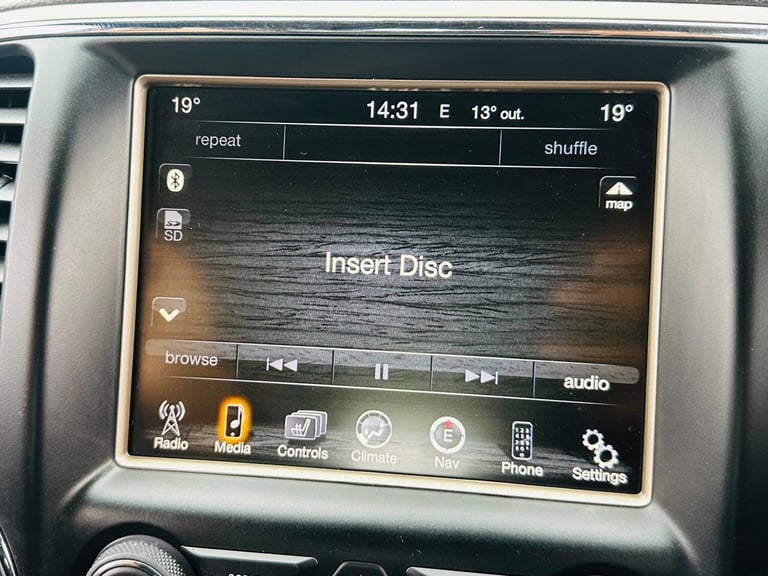 19° 14:31 E 13° out. 19°
repeat shuffle
map
SD
Insert Disc
browse audio
Radio Media Controls Climate Nav Phone Settings
E